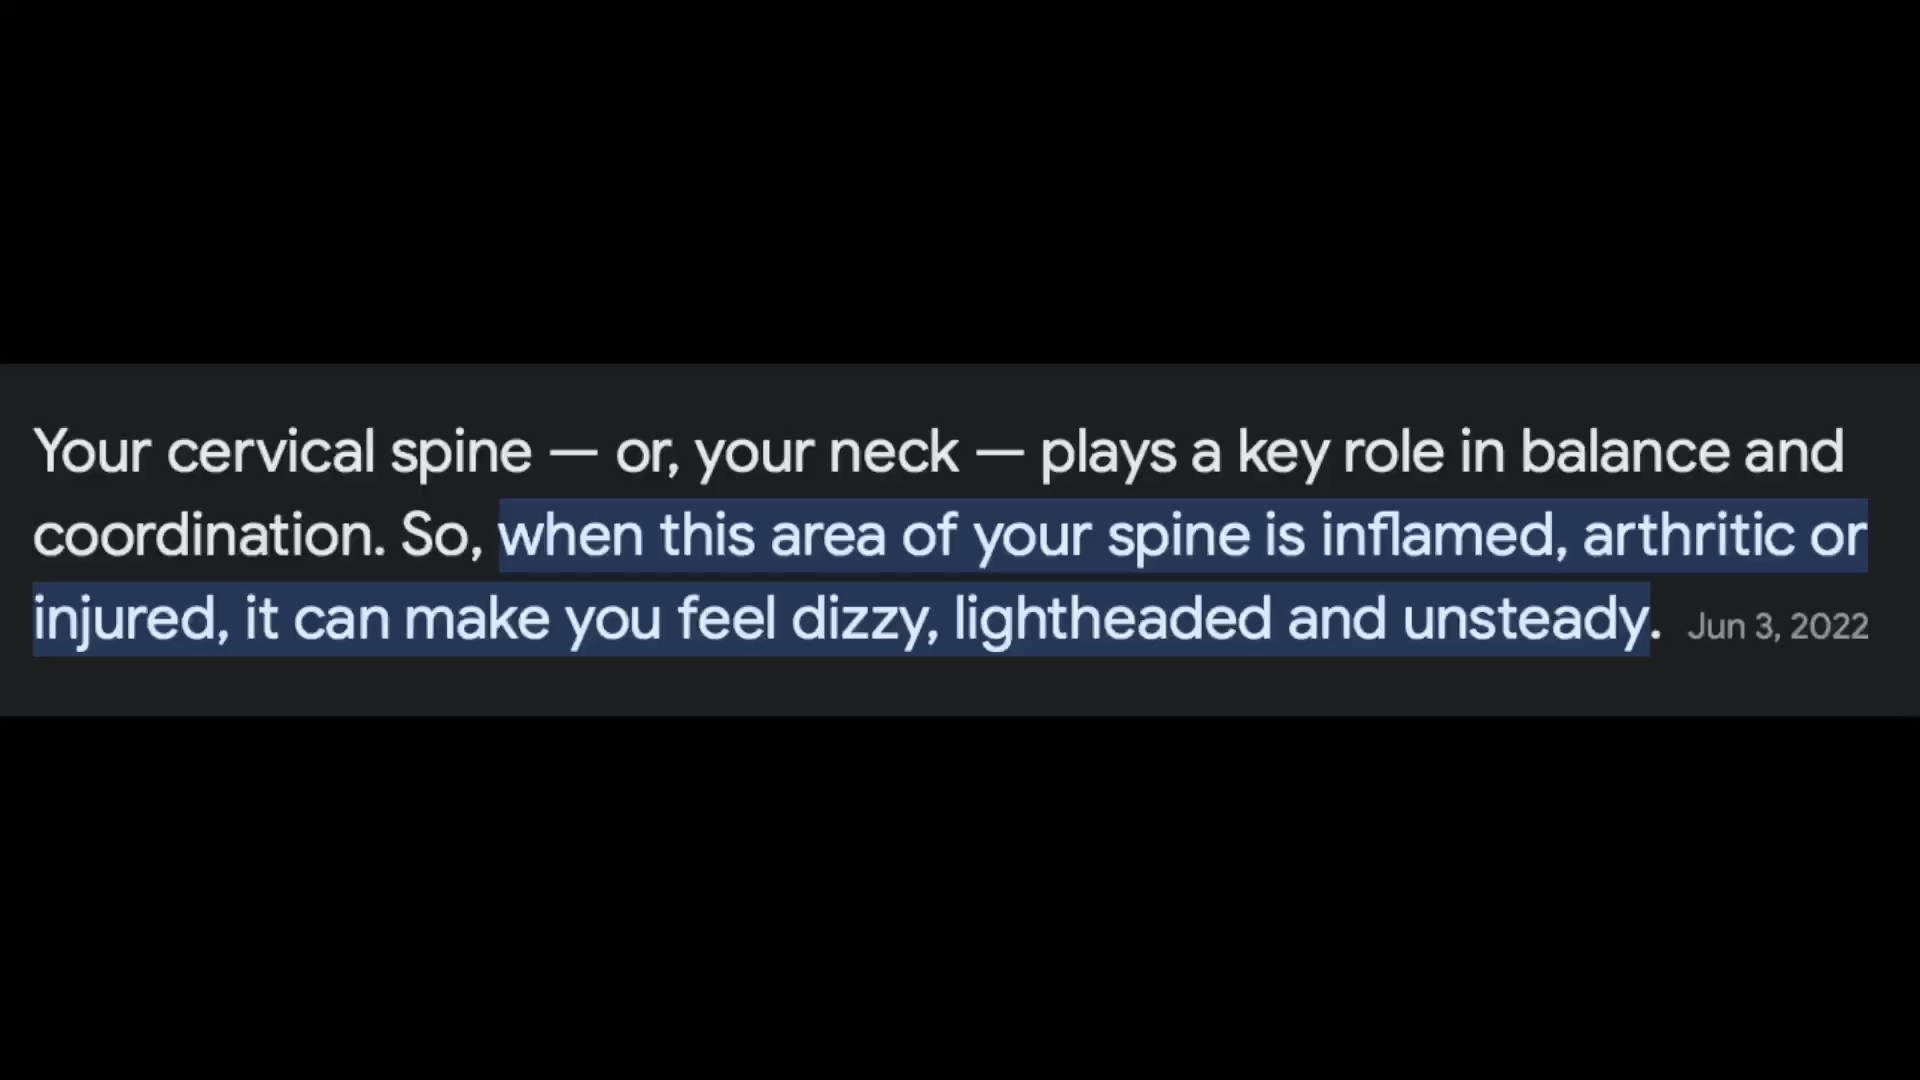 Your cervical spine — or, your neck — plays a key role in balance and
coordination. So, when this area of your spine is inflamed, arthritic or
injured, it can make you feel dizzy, lightheaded and unsteady. Jun 3, 2022